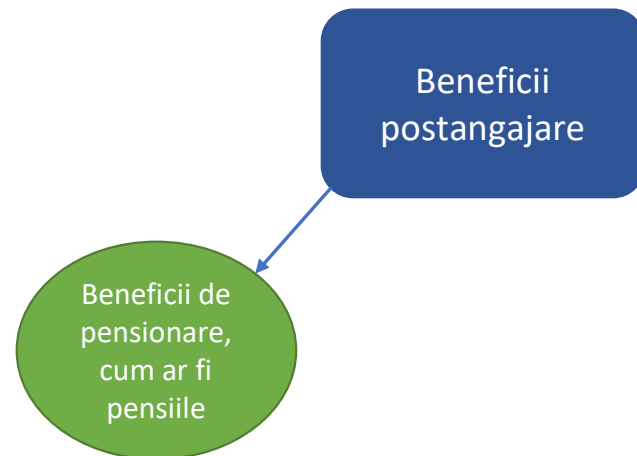 Beneficii
postangajare
Beneficii de
pensionare,
cum ar fi
pensiile